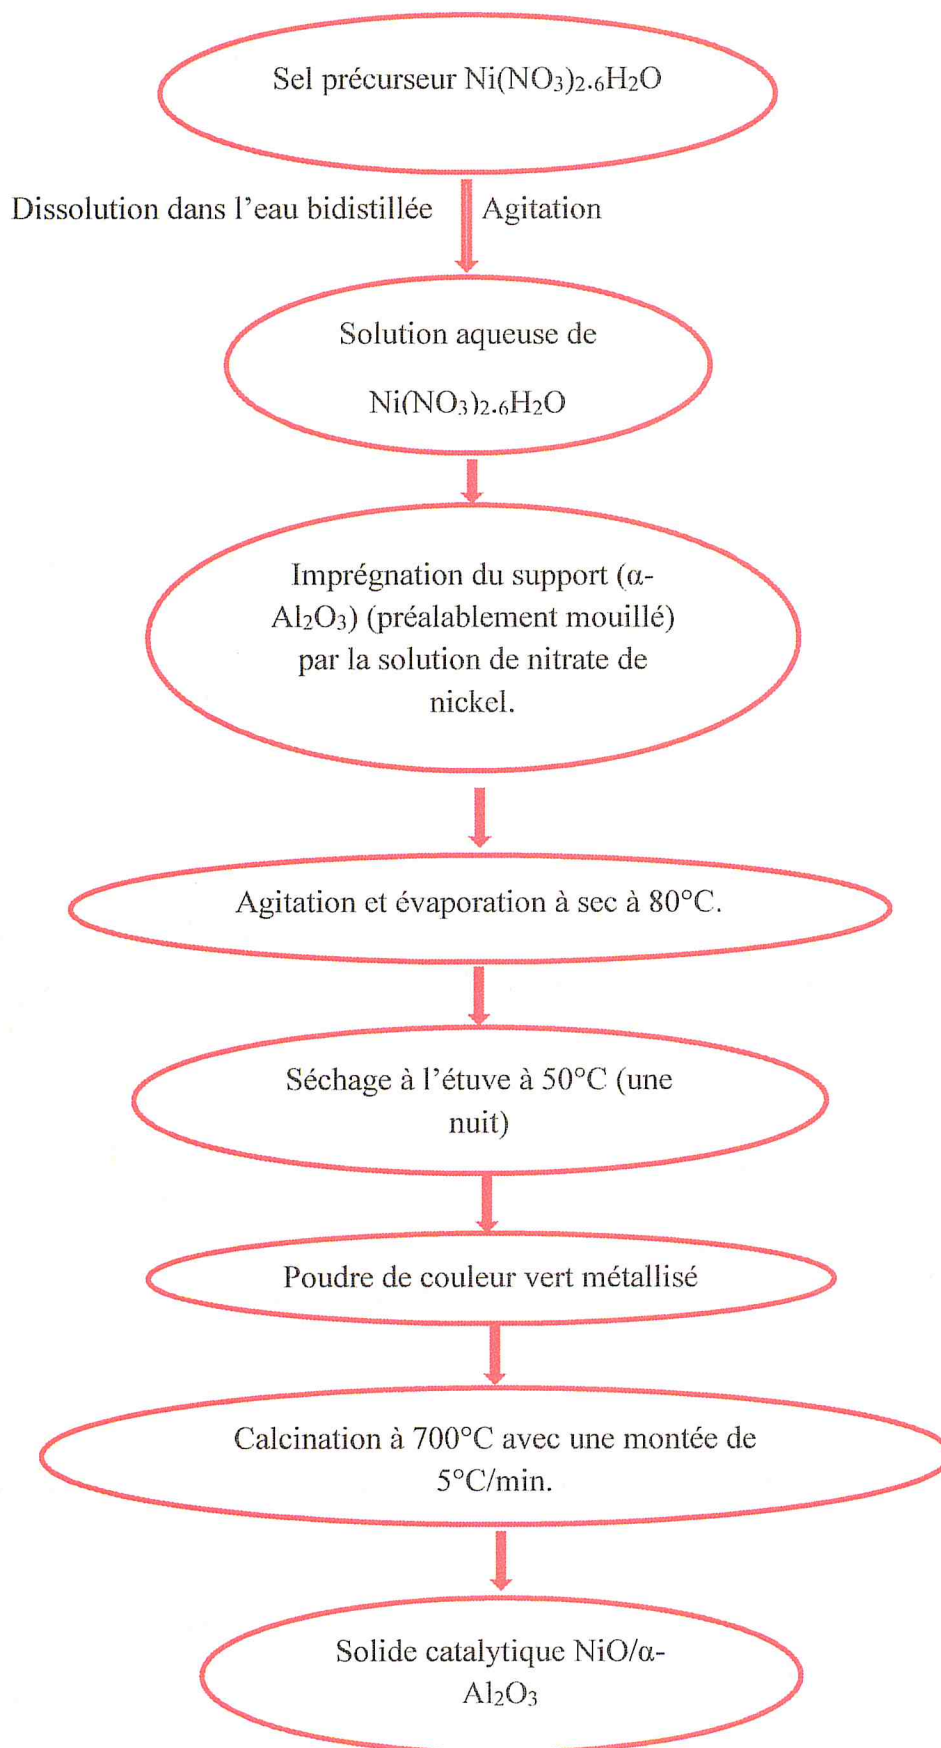 Sel précurseur Ni(NO₃)₂.₆H₂O
Dissolution dans l'eau bidistillée Agitation
Solution aqueuse de
Ni(NO₃)₂.₆H₂O
Imprégnation du support (α-
Al₂O₃) (préalablement mouillé)
par la solution de nitrate de
nickel.
Agitation et évaporation à sec à 80°C.
Séchage à l'étuve à 50°C (une
nuit)
Poudre de couleur vert métallisé
Calcination à 700°C avec une montée de
5°C/min.
Solide catalytique NiO/α-
Al₂O₃